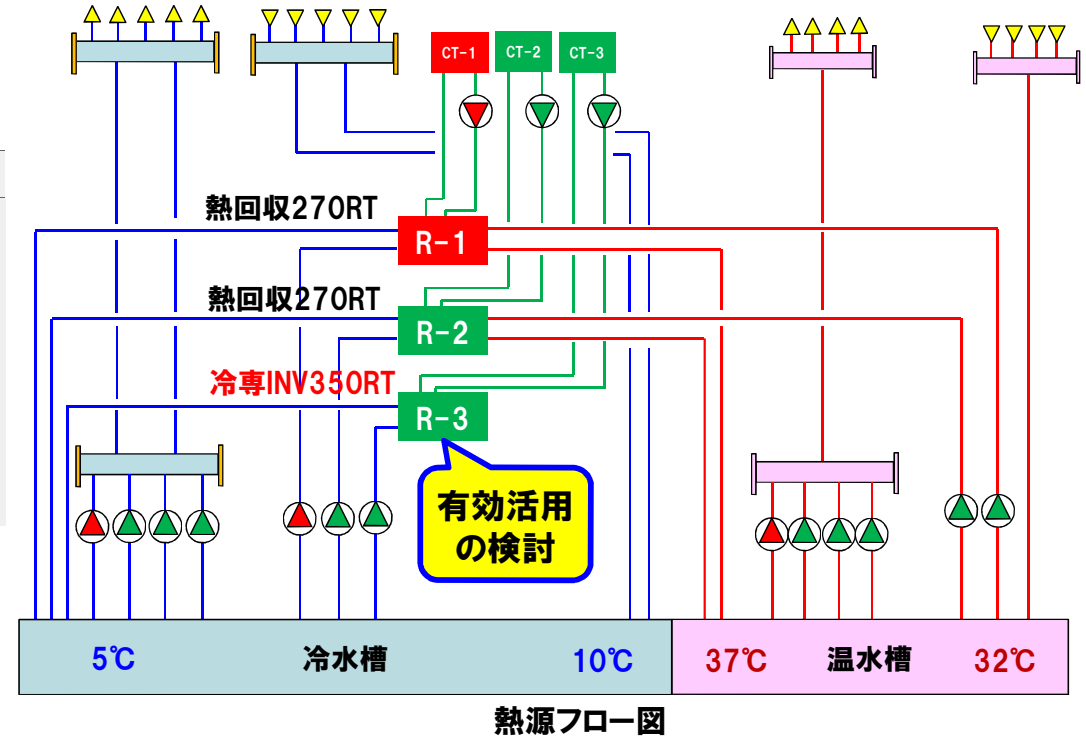 CT-1
CT-2
CT-3
熱回収270RT
R-1
熱回収270RT
R-2
冷専INV350RT
R-3
有効活用
の検討
5℃
冷水槽
10℃
37℃
温水槽
32℃
熱源フロー図